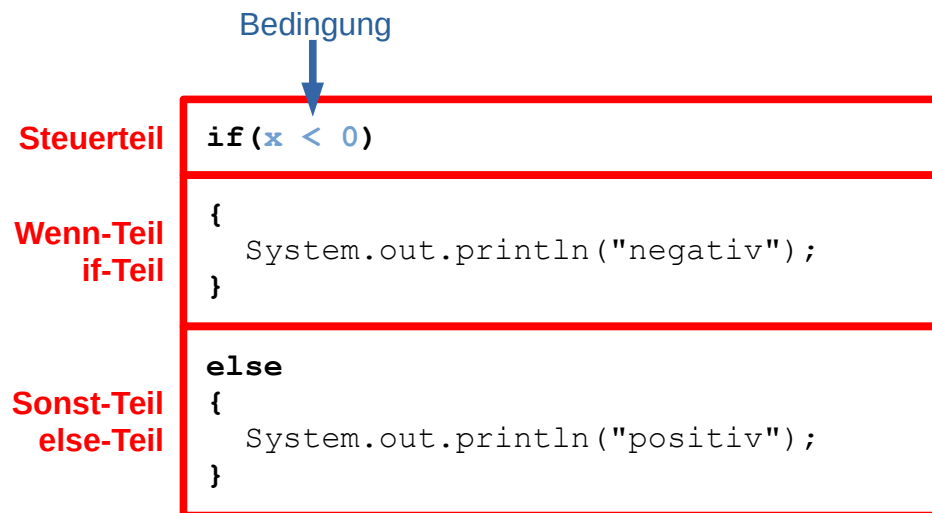 Bedingung
Steuerteil
if(x < 0)
Wenn-Teil
if-Teil
{
System.out.println("negativ");
}
Sonst-Teil
else-Teil
else
{
System.out.println("positiv");
}